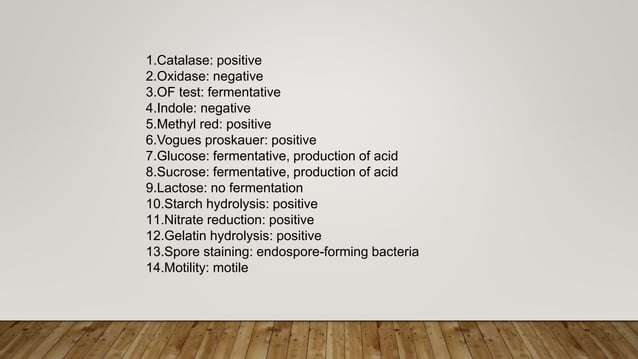 1.Catalase: positive
2.Oxidase: negative
3.OF test: fermentative
4.Indole: negative
5.Methyl red: positive
6.Vogues proskauer: positive
7.Glucose: fermentative, production of acid
8.Sucrose: fermentative, production of acid
9.Lactose: no fermentation
10.Starch hydrolysis: positive
11.Nitrate reduction: positive
12.Gelatin hydrolysis: positive
13.Spore staining: endospore-forming bacteria
14.Motility: motile